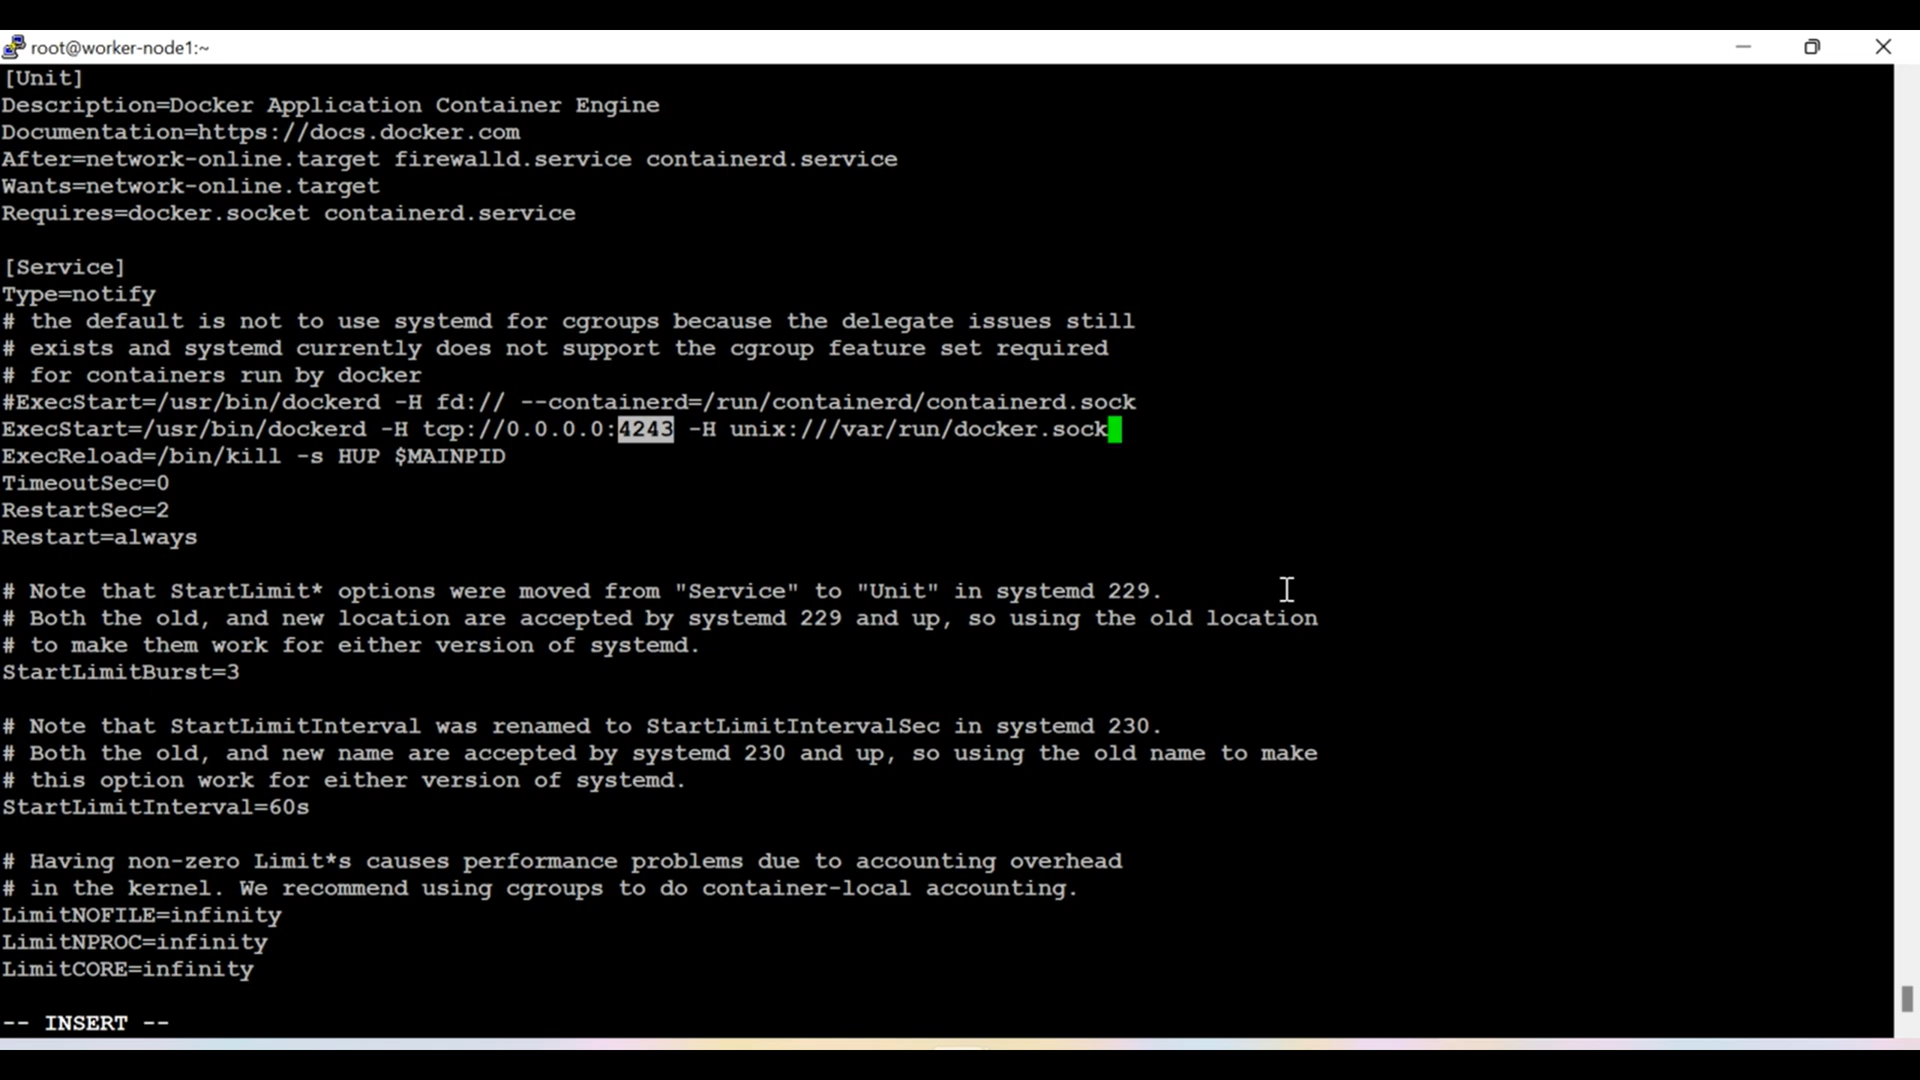 root@worker-node1:~
[Unit]
Description=Docker Application Container Engine
Documentation=https://docs.docker.com
After=network-online.target firewalld.service containerd.service
Wants=network-online.target
Requires=docker.socket containerd.service
[Service]
Type=notify
# the default is not to use systemd for cgroups because the delegate issues still
# exists and systemd currently does not support the cgroup feature set required
# for containers run by docker
#ExecStart=/usr/bin/dockerd -H fd:// --containerd=/run/containerd/containerd.sock
ExecStart=/usr/bin/dockerd -H tcp://0.0.0.0:4243 -H unix:///var/run/docker.sock
ExecReload=/bin/kill -s HUP $MAINPID
TimeoutSec=0
RestartSec=2
Restart=always
# Note that StartLimit* options were moved from "Service" to "Unit" in systemd 229.
# Both the old, and new location are accepted by systemd 229 and up, so using the old location
# to make them work for either version of systemd.
StartLimitBurst=3
# Note that StartLimitInterval was renamed to StartLimitIntervalSec in systemd 230.
# Both the old, and new name are accepted by systemd 230 and up, so using the old name to make
# this option work for either version of systemd.
StartLimitInterval=60s
# Having non-zero Limit*s causes performance problems due to accounting overhead
# in the kernel. We recommend using cgroups to do container-local accounting.
LimitNOFILE=infinity
LimitNPROC=infinity
LimitCORE=infinity
-- INSERT --